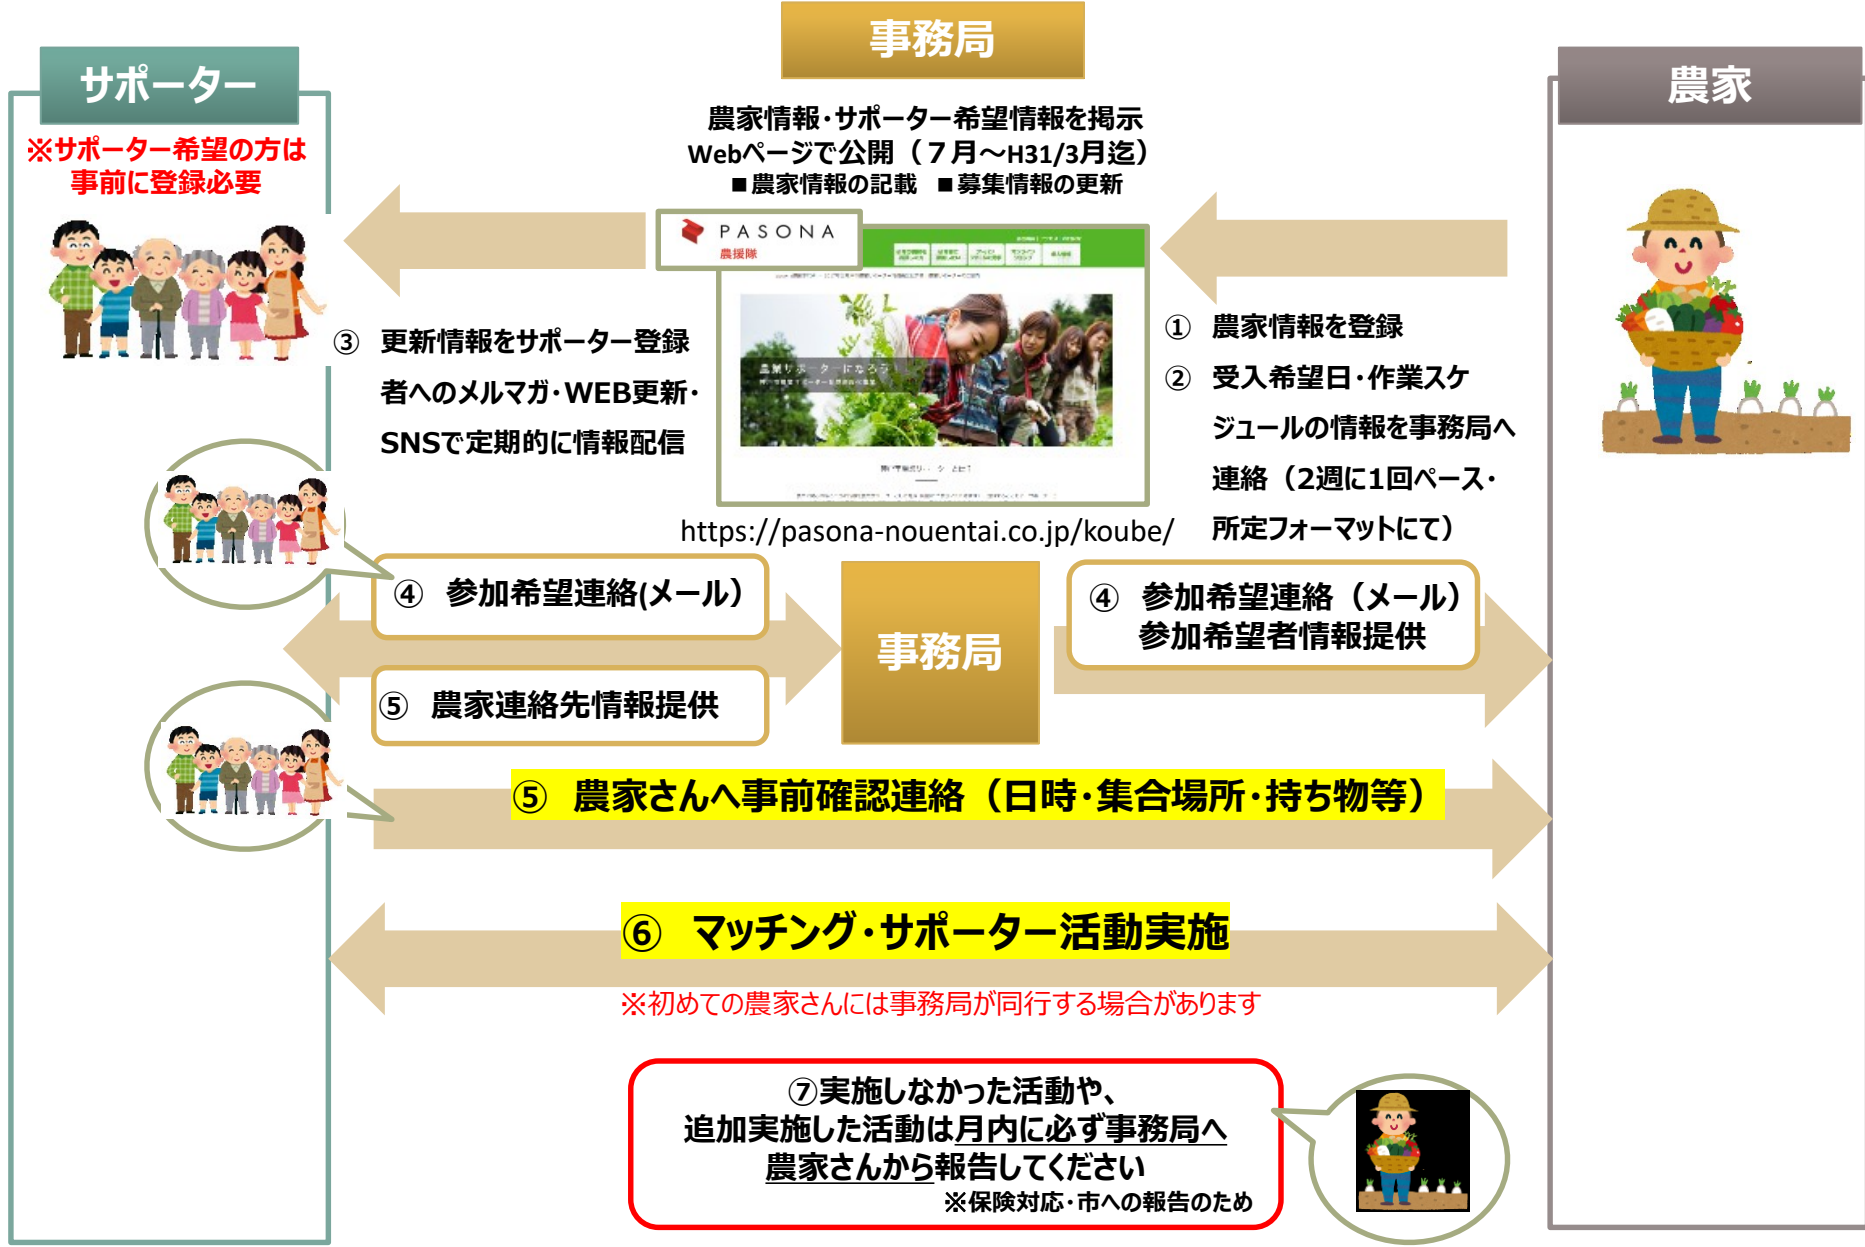 事務局
サポーター
※サポーター希望の方は
事前に登録必要
農家
農家情報・サポーター希望情報を掲示
Webページで公開（７月～H31/3月迄）
■農家情報の記載 ■募集情報の更新
PASONA
農援隊
農業サポーターになろう
① 農家情報を登録
② 受入希望日・作業スケ
ジュールの情報を事務局へ
連絡（2週に1回ペース・
所定フォーマットにて）
③ 更新情報をサポーター登録
者へのメルマガ・WEB更新・
SNSで定期的に情報配信
https://pasona-nouentai.co.jp/koube/
④ 参加希望連絡(メール）
事務局
④ 参加希望連絡（メール）
参加希望者情報提供
⑤ 農家連絡先情報提供
⑤ 農家さんへ事前確認連絡（日時・集合場所・持ち物等）
⑥ マッチング・サポーター活動実施
※初めての農家さんには事務局が同行する場合があります
⑦実施しなかった活動や、
追加実施した活動は月内に必ず事務局へ
農家さんから報告してください
※保険対応・市への報告のため